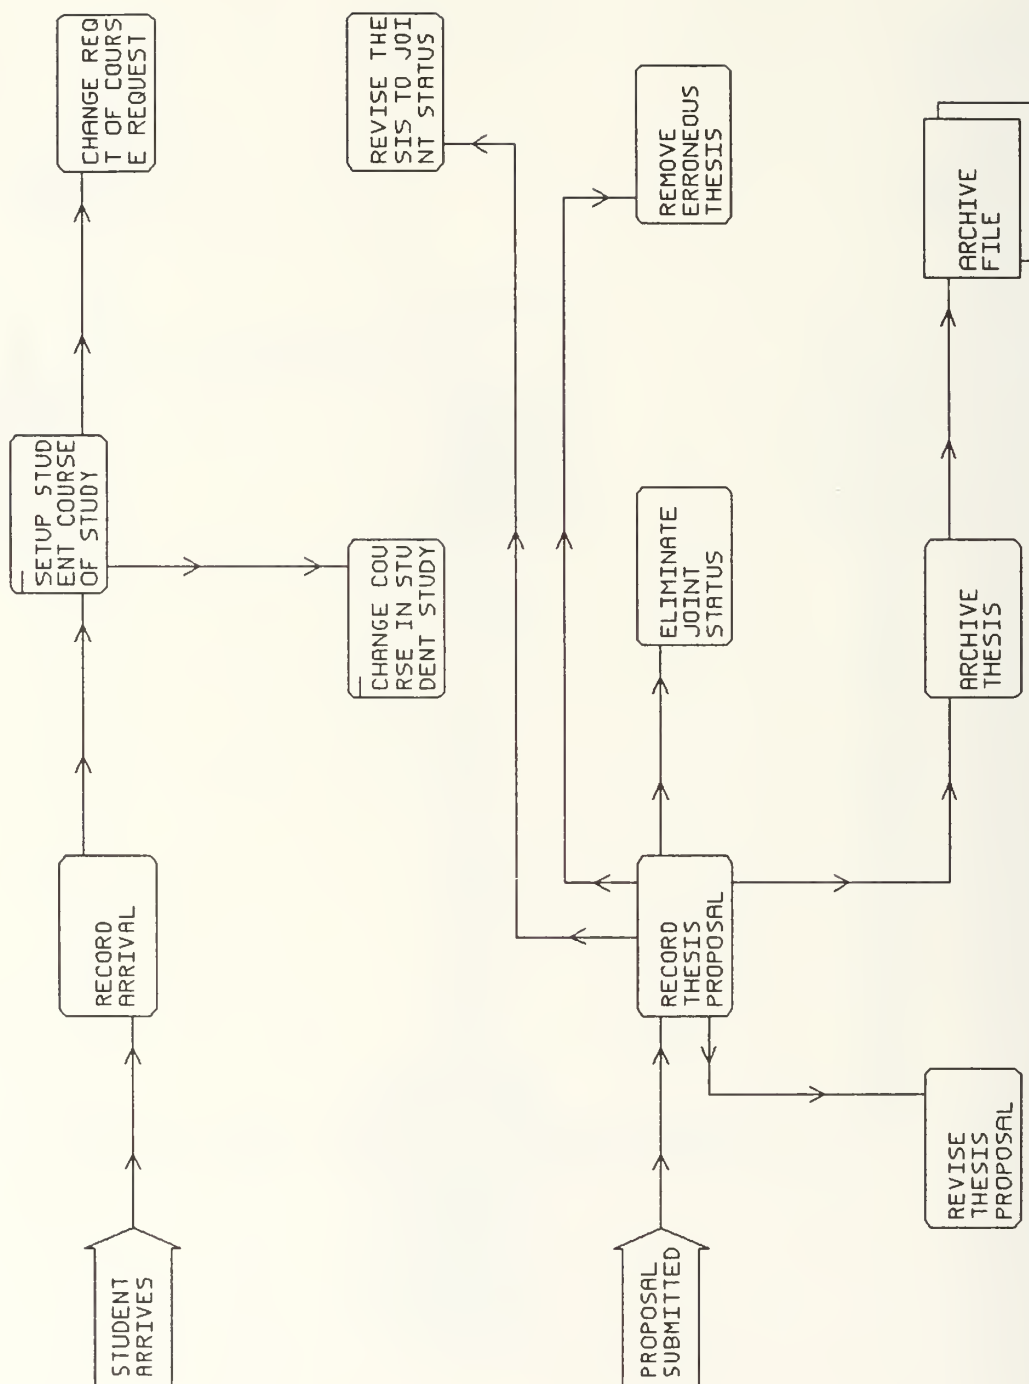 STUDENT
ARRIVES
RECORD
ARRIVAL
SETUP STUD
ENT COURSE
OF STUDY
CHANGE REQ
T OF COURS
E REQUEST
CHANGE COU
RSE IN STU
DENT STUDY
REVISE THE
SIS TO JOI
NT STATUS
PROPOSAL
SUBMITTED
RECORD
THESIS
PROPOSAL
ELIMINATE
JOINT
STATUS
REMOVE
ERRONEOUS
THESIS
REVISE
THESIS
PROPOSAL
ARCHIVE
THESIS
ARCHIVE
FILE